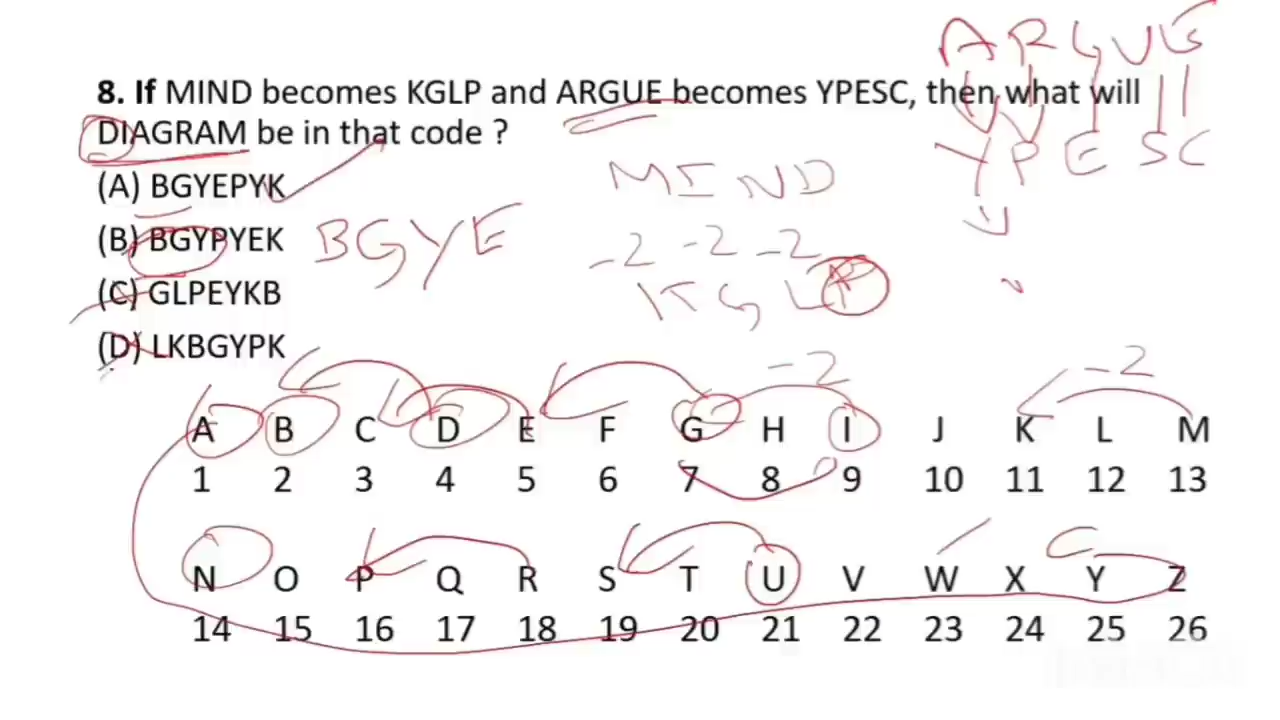 ARGUE
8. If MIND becomes KGLP and ARGUE becomes YPESC, then what will
DIAGRAM be in that code ?
YPESC
(A) BGYEPYK
MIND
(B) BGYPYEK
BGYE
-2 -2 -2
(C) GLPEYKB
(D) LKBGYPK
-2
-2
A B C D E F G H I J K L M
1 2 3 4 5 6 7 8 9 10 11 12 13
N O P Q R S T U V W X Y Z
14 15 16 17 18 19 20 21 22 23 24 25 26